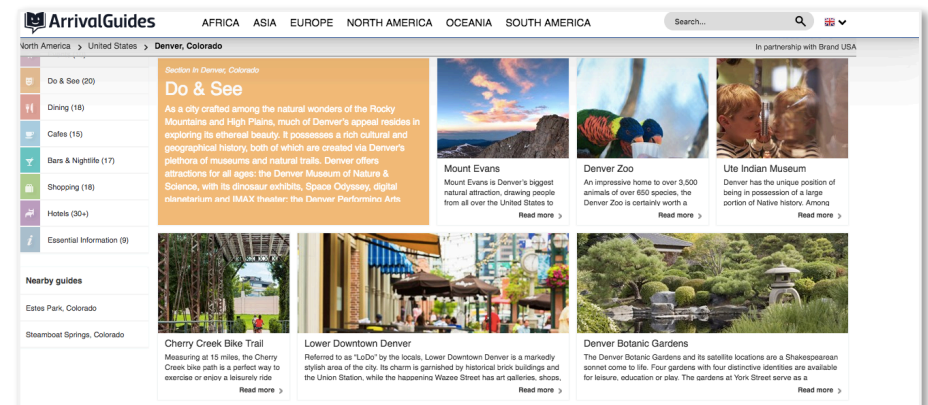 ArrivalGuides
AFRICA ASIA EUROPE NORTH AMERICA OCEANIA SOUTH AMERICA
Search...
North America > United States > Denver, Colorado
In partnership with Brand USA
Do & See (20)
Dining (18)
Cafes (15)
Bars & Nightlife (17)
Shopping (18)
Hotels (30+)
Essential Information (9)
Nearby guides
Estes Park, Colorado
Steamboat Springs, Colorado
Section in Denver, Colorado
Do & See
As a city crafted among the natural wonders of the Rocky
Mountains and High Plains, much of Denver's appeal resides in
exploring its ethereal beauty. It possesses a rich cultural and
geographical history, both of which are created via Denver's
plethora of museums and natural trails. Denver offers
attractions for all ages: the Denver Museum of Nature &
Science, with its dinosaur exhibits, Space Odyssey, digital
planetarium and IMAX theater; the Denver Performing Arts
Mount Evans
Mount Evans is Denver's biggest
natural attraction, drawing people
from all over the United States to
Read more >
Denver Zoo
An impressive home to over 3,500
animals of over 650 species, the
Denver Zoo is certainly worth a
Read more >
Ute Indian Museum
Denver has the unique position of
being in possession of a large
portion of Native history. Among
Read more >
Cherry Creek Bike Trail
Measuring at 15 miles, the Cherry
Creek bike path is a perfect way to
exercise or enjoy a leisurely ride
Read more >
Lower Downtown Denver
Referred to as "LoDo" by the locals, Lower Downtown Denver is a markedly
stylish area of the city. Its charm is garnished by historical brick buildings and
the Union Station, while the happening Wazee Street has art galleries, shops,
Read more >
Denver Botanic Gardens
The Denver Botanic Gardens and its satellite locations are a Shakespearean
sonnet come to life. Four gardens with four distinctive identities are available
for leisure, education or play. The gardens at York Street serve as a
Read more >